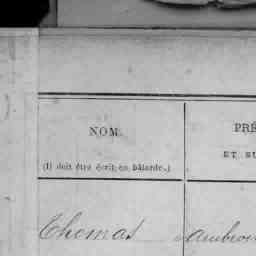 NOM.
PRÉ
(Il doit être écrit en bâtarde.)
ET SU
Thomas